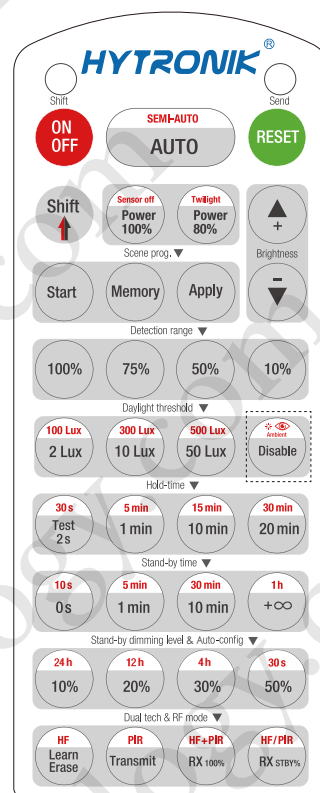 HYTRONIK®
Shift Send
ON OFF
SEMI-AUTO
AUTO
RESET
Shift
Sensor off
Power 100%
Twilight
Power 80%
+
Brightness
-
Scene prog. ▼
Start Memory Apply
Detection range ▼
100% 75% 50% 10%
Daylight threshold ▼
100 Lux 300 Lux 500 Lux Ambient
2 Lux 10 Lux 50 Lux Disable
Hold-time ▼
30 s 5 min 15 min 30 min
Test 2 s 1 min 10 min 20 min
Stand-by time ▼
10 s 5 min 30 min 1 h
0 s 1 min 10 min +∞
Stand-by dimming level & Auto-config ▼
24 h 12 h 4 h 30 s
10% 20% 30% 50%
Dual tech & RF mode ▼
HF PIR HF+PIR HF/PIR
Learn Erase Transmit RX 100% RX STBY%